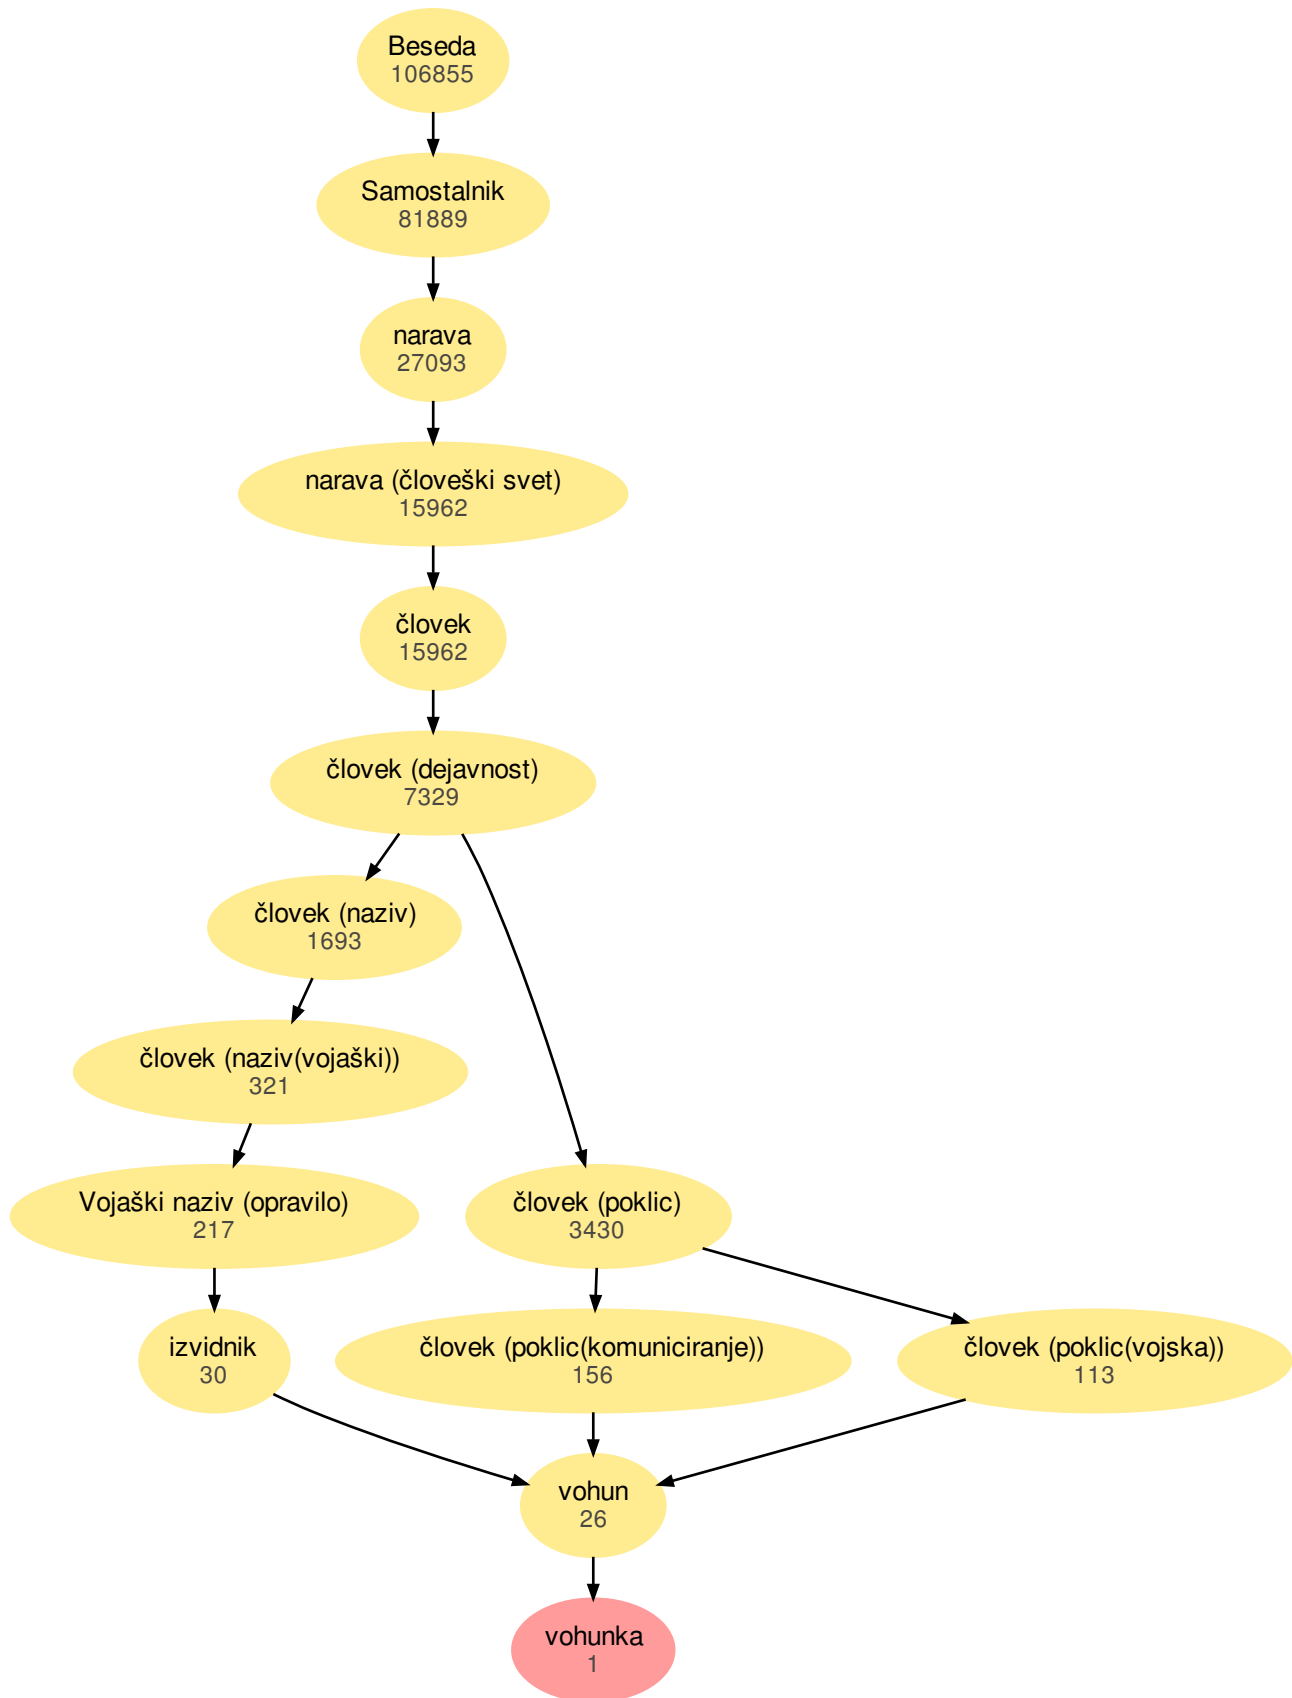 Beseda
106855
Samostalnik
81889
narava
27093
narava (človeški svet)
15962
človek
15962
človek (dejavnost)
7329
človek (naziv)
1693
človek (naziv(vojaški))
321
Vojaški naziv (opravilo)
217
človek (poklic)
3430
izvidnik
30
človek (poklic(komuniciranje))
156
človek (poklic(vojska))
113
vohun
26
vohunka
1